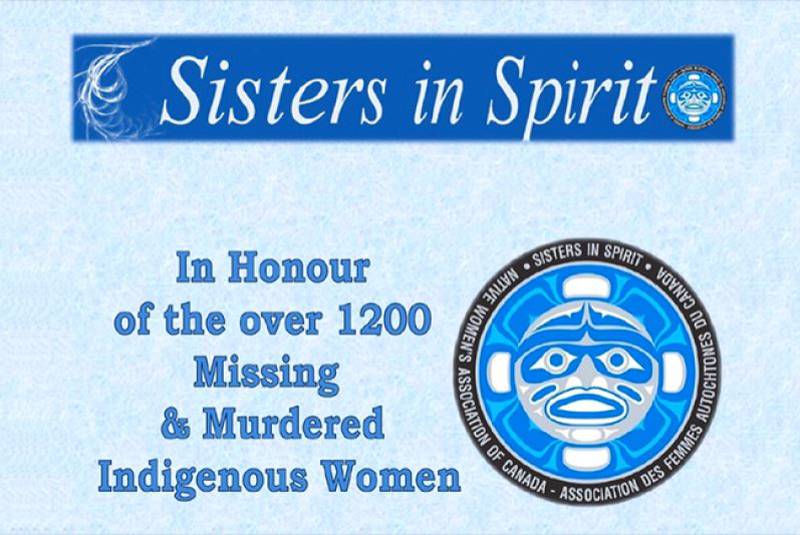 Sisters in Spirit
In Honour
of the over 1200
Missing
& Murdered
Indigenous Women
• SISTERS IN SPIRIT •
NATIVE WOMEN'S ASSOCIATION OF CANADA - ASSOCIATION DES FEMMES AUTOCHTONES DU CANADA